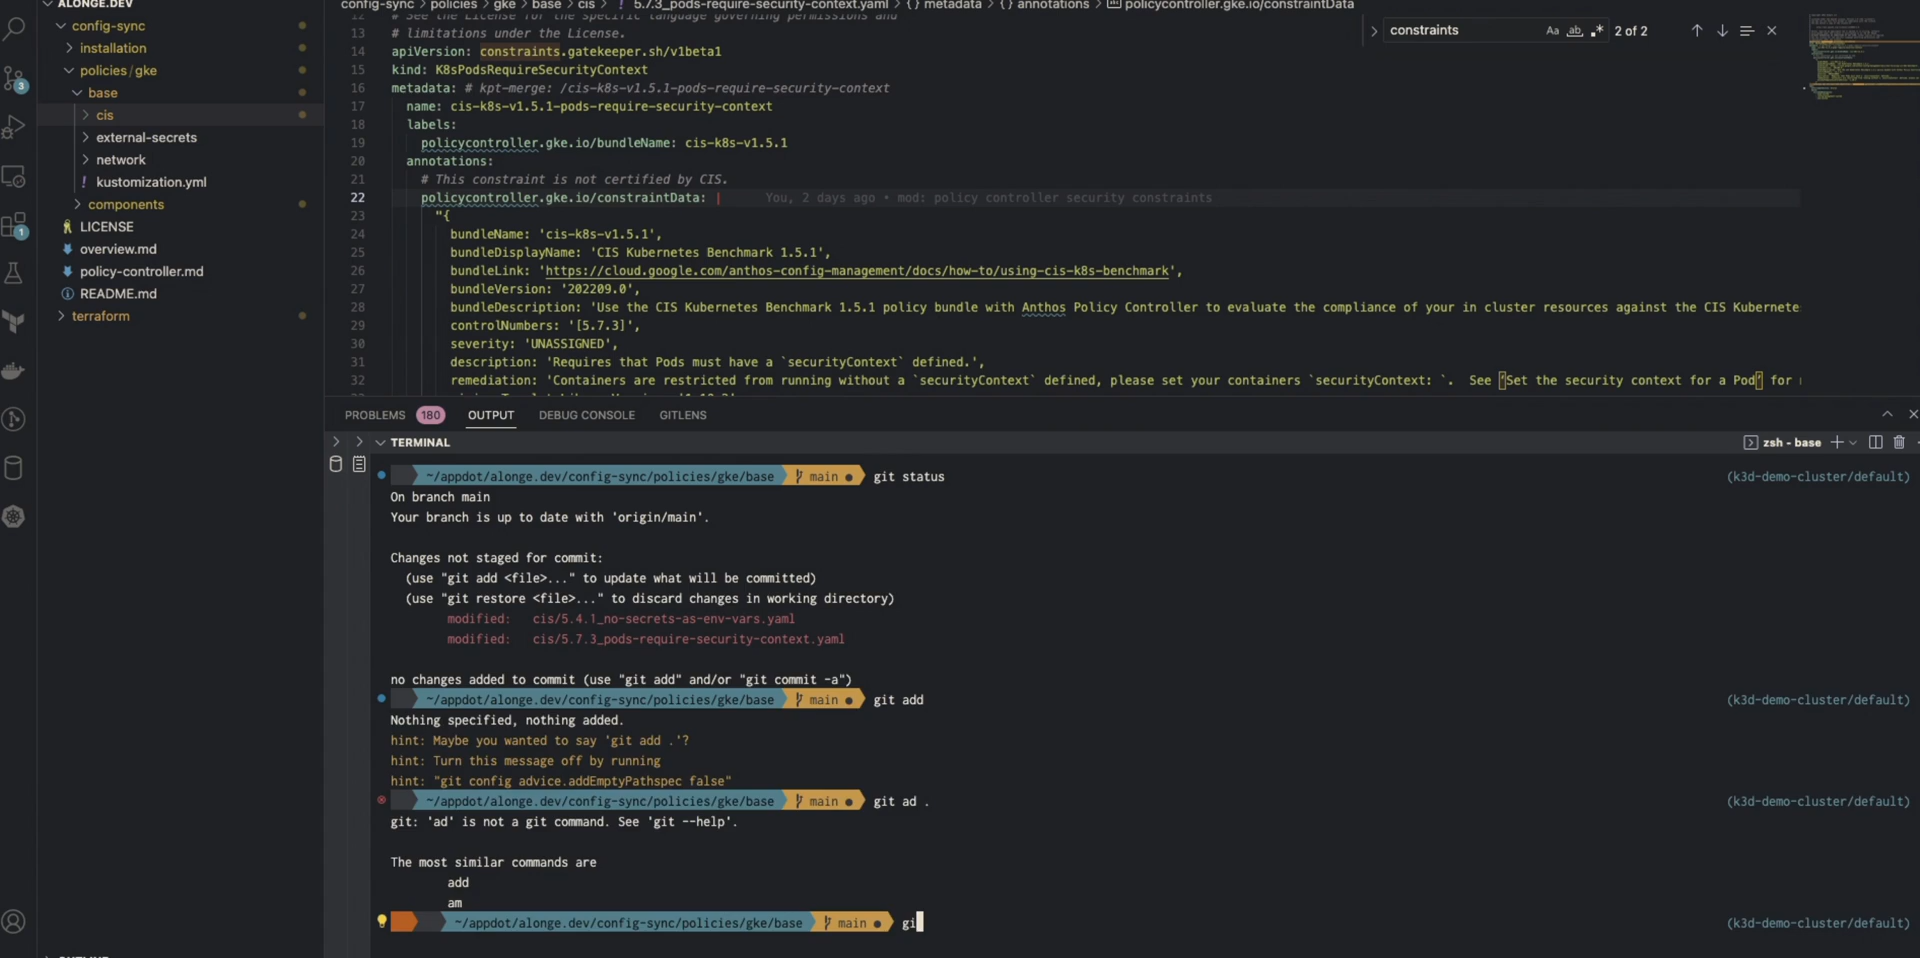 ALONGE.DEV
config-sync
installation
policies/gke
base
cis
external-secrets
network
! kustomization.yml
components
LICENSE
overview.md
policy-controller.md
README.md
terraform
3
1
config-sync > policies > gke > base > cis > ! 5.7.3_pods-require-security-context.yaml > { } metadata > { } annotations > policycontroller.gke.io/constraintData
constraints
Aa ab .* 2 of 2
12 # See the License for the specific language governing permissions and
13 # limitations under the License.
14 apiVersion: constraints.gatekeeper.sh/v1beta1
15 kind: K8sPodsRequireSecurityContext
16 metadata: # kpt-merge: /cis-k8s-v1.5.1-pods-require-security-context
17 name: cis-k8s-v1.5.1-pods-require-security-context
18 labels:
19 policycontroller.gke.io/bundleName: cis-k8s-v1.5.1
20 annotations:
21 # This constraint is not certified by CIS.
22 policycontroller.gke.io/constraintData: | You, 2 days ago • mod: policy controller security constraints
23 "{
24 bundleName: 'cis-k8s-v1.5.1',
25 bundleDisplayName: 'CIS Kubernetes Benchmark 1.5.1',
26 bundleLink: 'https://cloud.google.com/anthos-config-management/docs/how-to/using-cis-k8s-benchmark',
27 bundleVersion: '202209.0',
28 bundleDescription: 'Use the CIS Kubernetes Benchmark 1.5.1 policy bundle with Anthos Policy Controller to evaluate the compliance of your in cluster resources against the CIS Kubernete
29 controlNumbers: '[5.7.3]',
30 severity: 'UNASSIGNED',
31 description: 'Requires that Pods must have a `securityContext` defined.',
32 remediation: 'Containers are restricted from running without a `securityContext` defined, please set your containers `securityContext: `. See 'Set the security context for a Pod' for
PROBLEMS 180 OUTPUT DEBUG CONSOLE GITLENS
TERMINAL
zsh - base
~/appdot/alonge.dev/config-sync/policies/gke/base main ● git status (k3d-demo-cluster/default)
On branch main
Your branch is up to date with 'origin/main'.
Changes not staged for commit:
(use "git add <file>..." to update what will be committed)
(use "git restore <file>..." to discard changes in working directory)
modified: cis/5.4.1_no-secrets-as-env-vars.yaml
modified: cis/5.7.3_pods-require-security-context.yaml
no changes added to commit (use "git add" and/or "git commit -a")
~/appdot/alonge.dev/config-sync/policies/gke/base main ● git add (k3d-demo-cluster/default)
Nothing specified, nothing added.
hint: Maybe you wanted to say 'git add .'?
hint: Turn this message off by running
hint: "git config advice.addEmptyPathspec false"
~/appdot/alonge.dev/config-sync/policies/gke/base main ● git ad . (k3d-demo-cluster/default)
git: 'ad' is not a git command. See 'git --help'.
The most similar commands are
add
am
~/appdot/alonge.dev/config-sync/policies/gke/base main ● gi (k3d-demo-cluster/default)